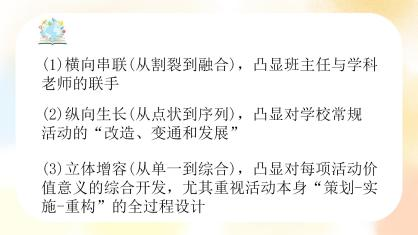 (1)横向串联(从割裂到融合)，凸显班主任与学科
老师的联手
(2)纵向生长(从点状到序列)，凸显对学校常规
活动的“改造、变通和发展”
(3)立体增容(从单一到综合)，凸显对每项活动价
值意义的综合开发，尤其重视活动本身“策划-实
施-重构”的全过程设计